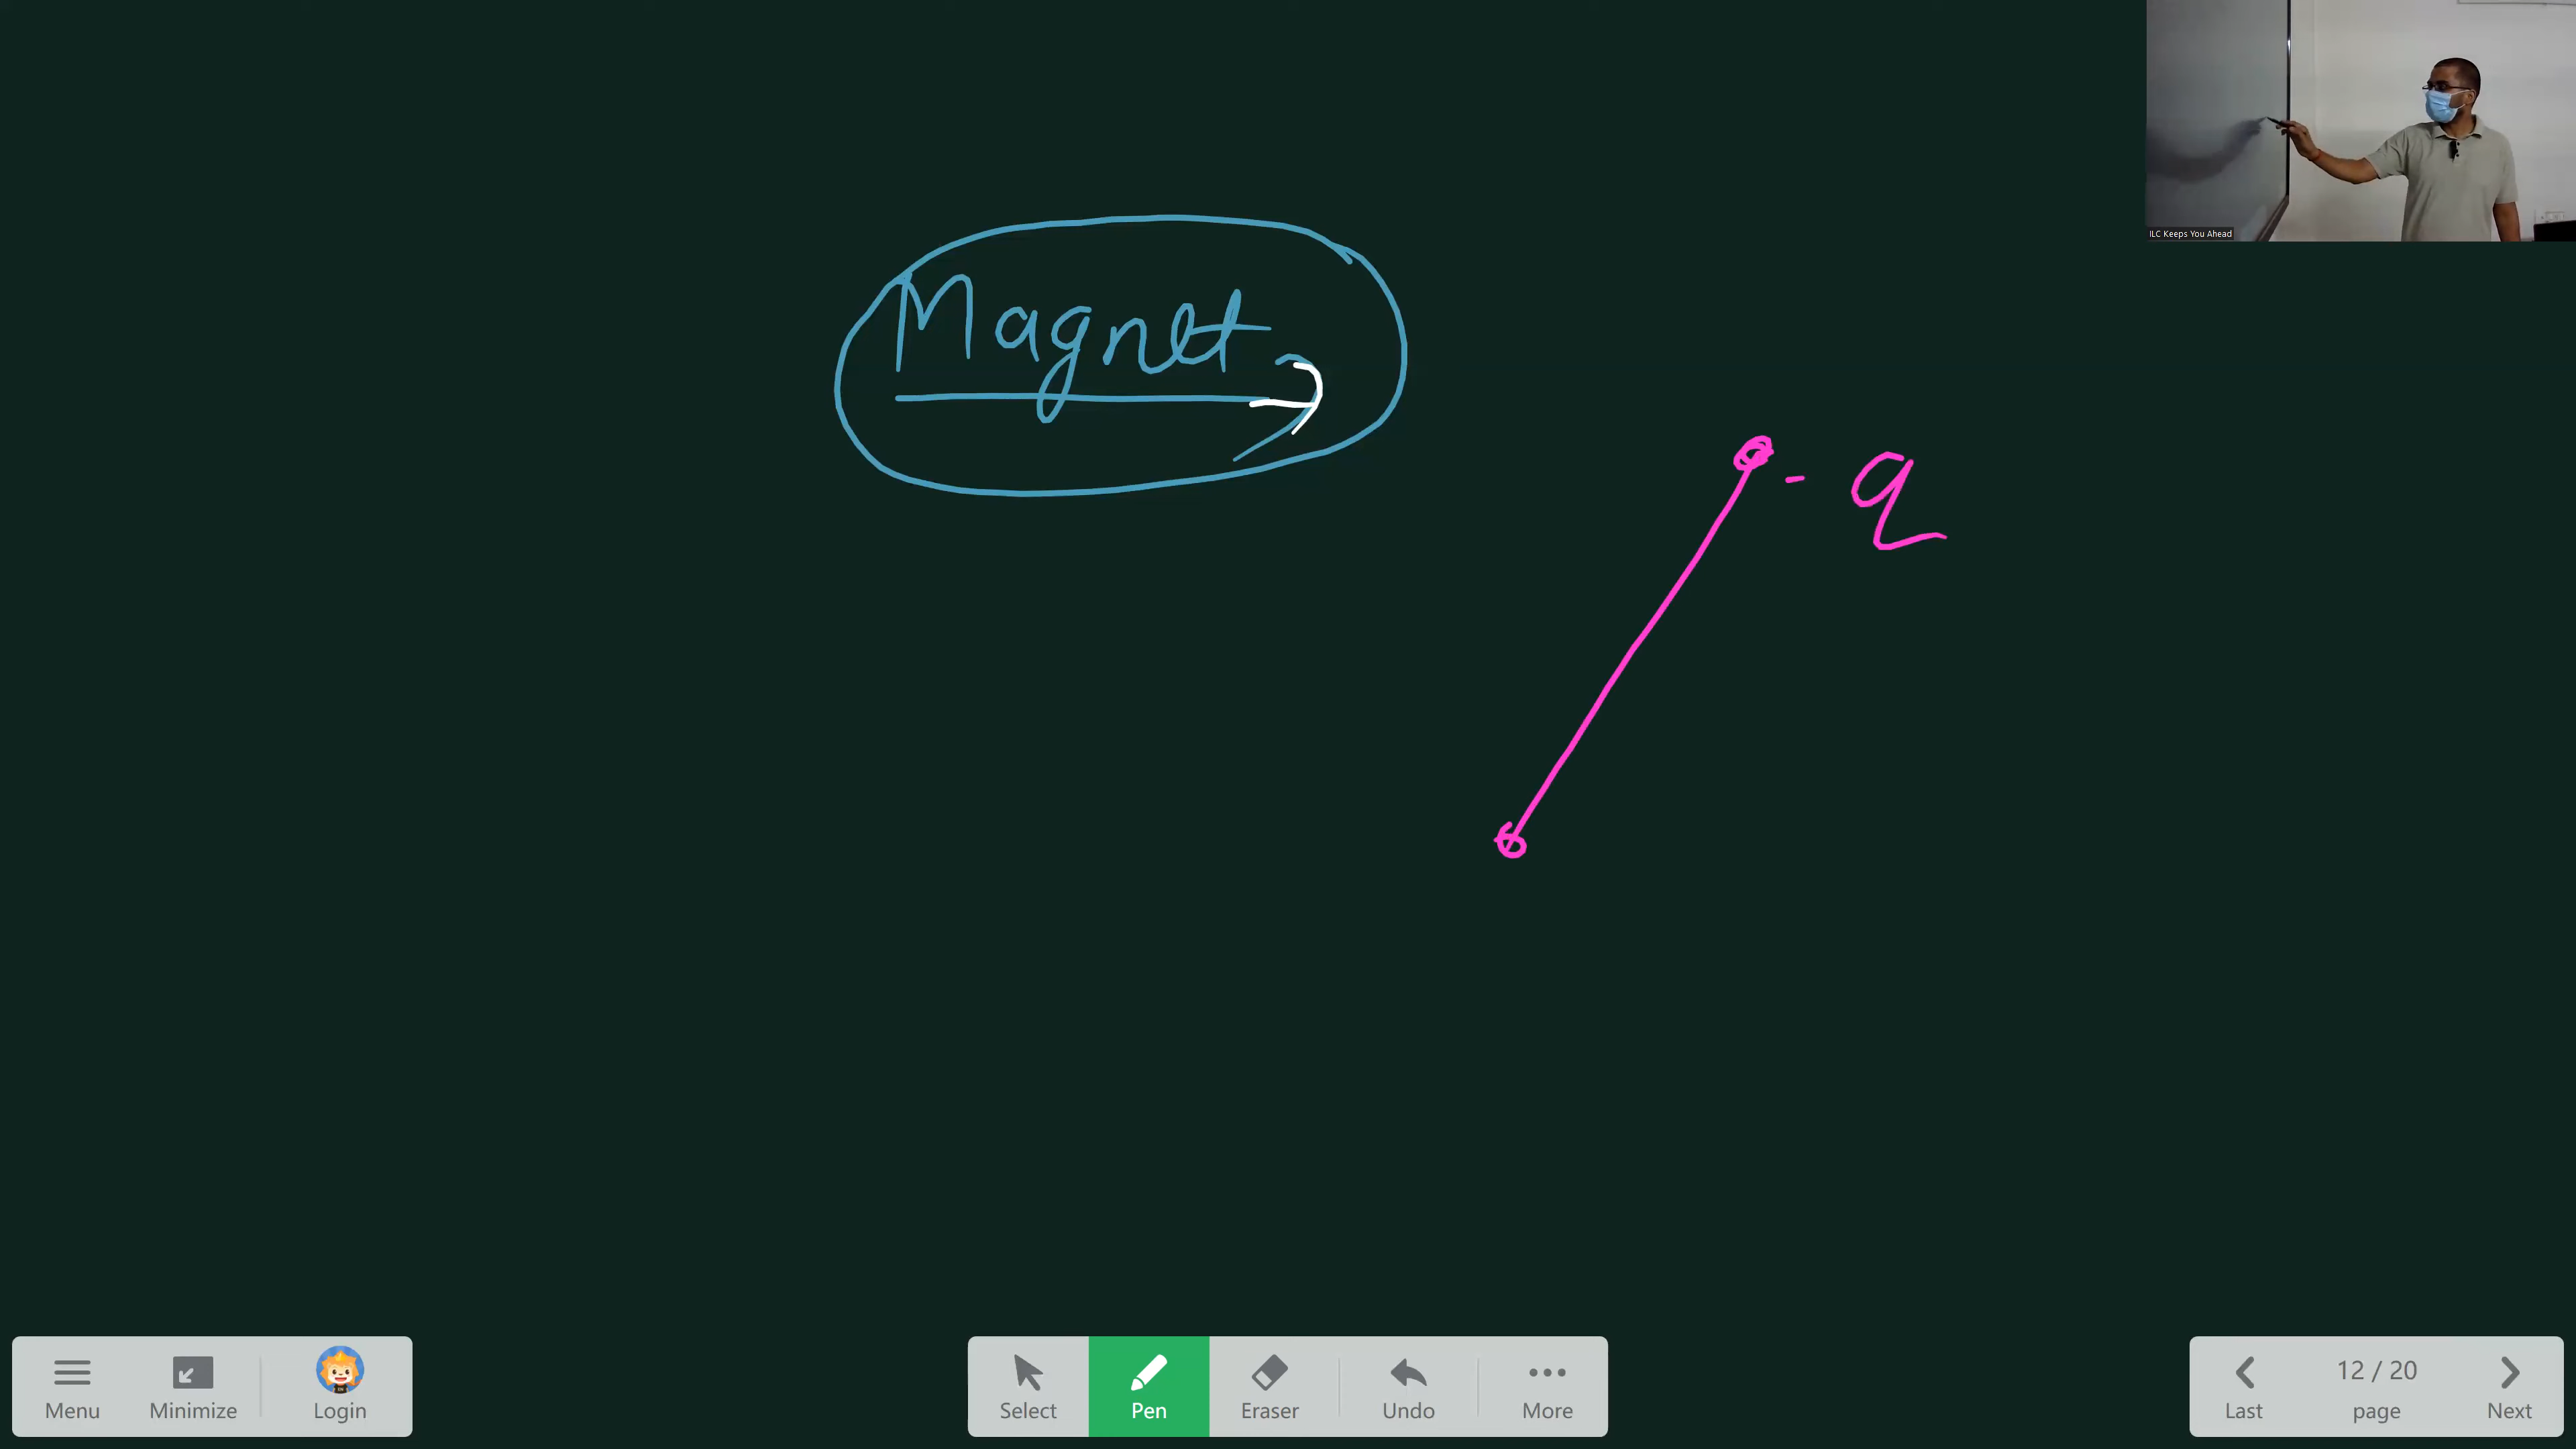 ILC Keeps You Ahead
Magnet
- q
Menu
Minimize
Login
Select
Pen
Eraser
Undo
More
Last
12 / 20
page
Next